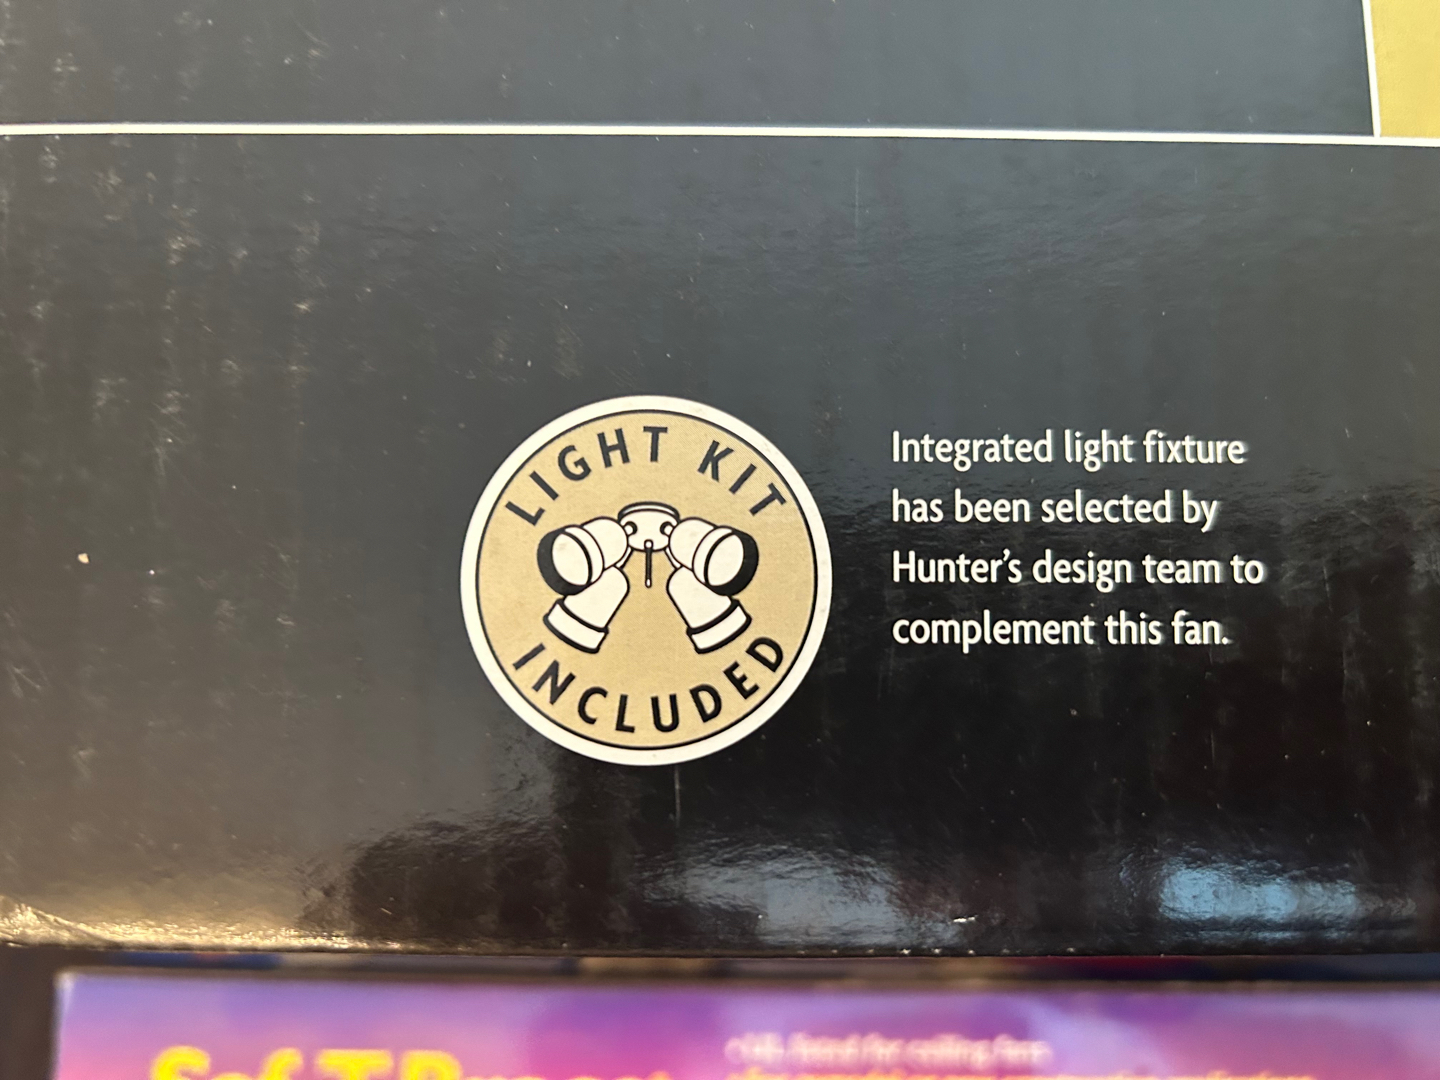 LIGHT KIT
INCLUDED
Integrated light fixture
has been selected by
Hunter's design team to
complement this fan.